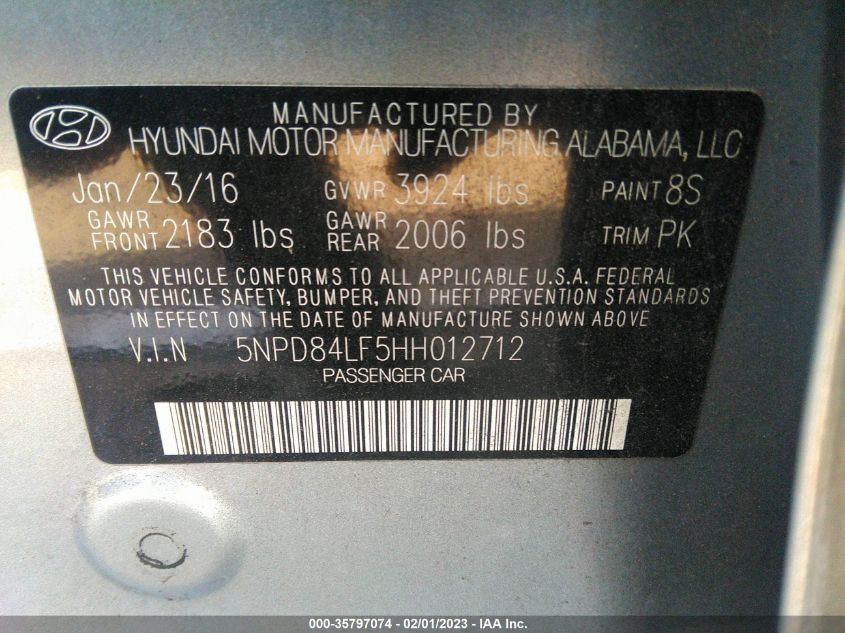 MANUFACTURED BY
HYUNDAI MOTOR MANUFACTURING ALABAMA, LLC
Jan/23/16 GVWR 3924 lbs PAINT 8S
GAWR FRONT 2183 lbs GAWR REAR 2006 lbs TRIM PK
THIS VEHICLE CONFORMS TO ALL APPLICABLE U.S.A. FEDERAL
MOTOR VEHICLE SAFETY, BUMPER, AND THEFT PREVENTION STANDARDS
IN EFFECT ON THE DATE OF MANUFACTURE SHOWN ABOVE
V.I.N 5NPD84LF5HH012712
PASSENGER CAR
000-35797074 - 02/01/2023 - IAA Inc.